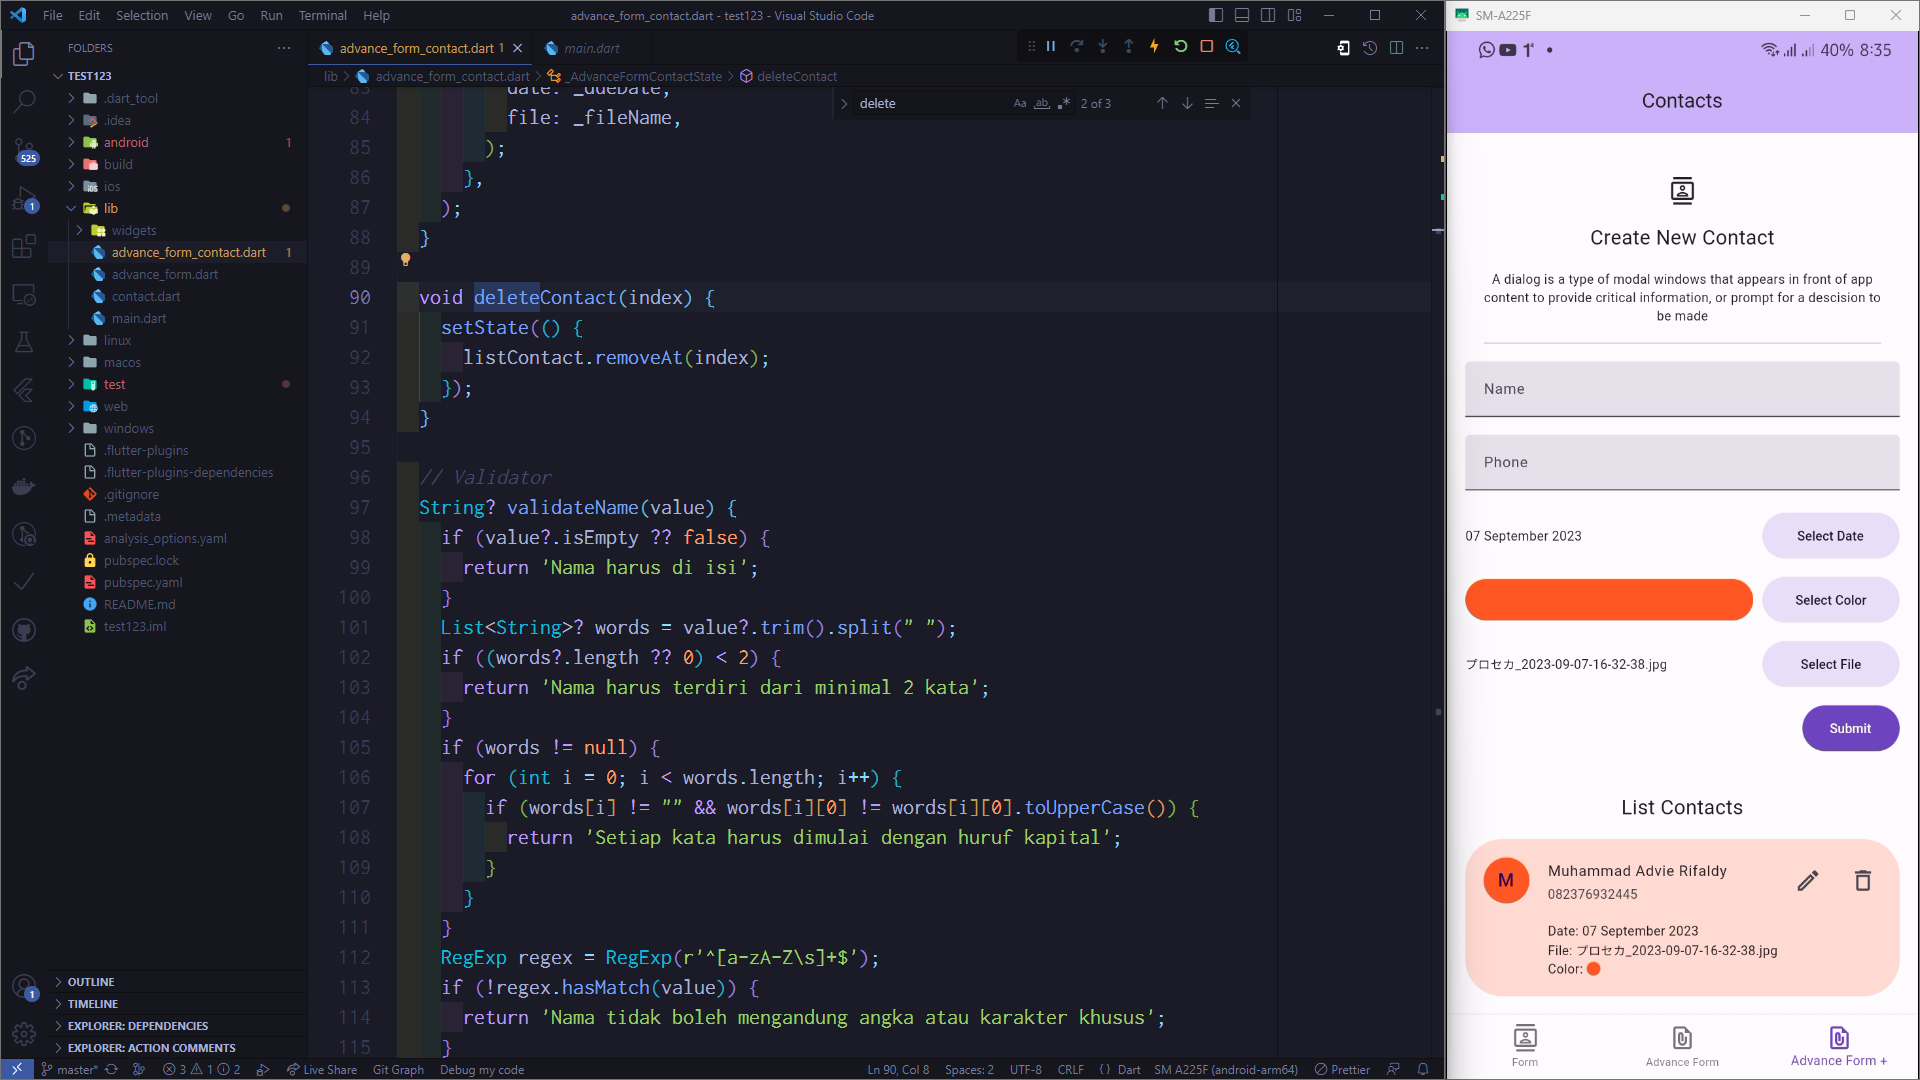 File Edit Selection View Go Run Terminal Help
advance_form_contact.dart - test123 - Visual Studio Code
SM-A225F
FOLDERS
advance_form_contact.dart 1
main.dart
40% 8:35
lib > advance_form_contact.dart > _AdvanceFormContactState > deleteContact
delete
Aa ab 2 of 3
TEST123
.dart_tool
.idea
android 1
build
ios
lib
widgets
advance_form_contact.dart 1
advance_form.dart
contact.dart
main.dart
linux
macos
test
web
windows
.flutter-plugins
.flutter-plugins-dependencies
.gitignore
.metadata
analysis_options.yaml
pubspec.lock
pubspec.yaml
README.md
test123.iml
OUTLINE
TIMELINE
EXPLORER: DEPENDENCIES
EXPLORER: ACTION COMMENTS
525
1
1
83 date: _dueDate,
84 file: _fileName,
85 );
86 },
87 );
88 }
89
90 void deleteContact(index) {
91 setState(() {
92 listContact.removeAt(index);
93 });
94 }
95
96 // Validator
97 String? validateName(value) {
98 if (value?.isEmpty ?? false) {
99 return 'Nama harus di isi';
100 }
101 List<String>? words = value?.trim().split(" ");
102 if ((words?.length ?? 0) < 2) {
103 return 'Nama harus terdiri dari minimal 2 kata';
104 }
105 if (words != null) {
106 for (int i = 0; i < words.length; i++) {
107 if (words[i] != "" && words[i][0] != words[i][0].toUpperCase()) {
108 return 'Setiap kata harus dimulai dengan huruf kapital';
109 }
110 }
111 }
112 RegExp regex = RegExp(r'^[a-zA-Z\s]+$');
113 if (!regex.hasMatch(value)) {
114 return 'Nama tidak boleh mengandung angka atau karakter khusus';
115 }
master* 3 1 2 Live Share Git Graph Debug my code
Ln 90, Col 8 Spaces: 2 UTF-8 CRLF {} Dart SM A225F (android-arm64) Prettier
Contacts
Create New Contact
A dialog is a type of modal windows that appears in front of app
content to provide critical information, or prompt for a descision to
be made
Name
Phone
07 September 2023
Select Date
Select Color
プロセカ_2023-09-07-16-32-38.jpg
Select File
Submit
List Contacts
M
Muhammad Advie Rifaldy
082376932445
Date: 07 September 2023
File: プロセカ_2023-09-07-16-32-38.jpg
Color:
Form
Advance Form
Advance Form +